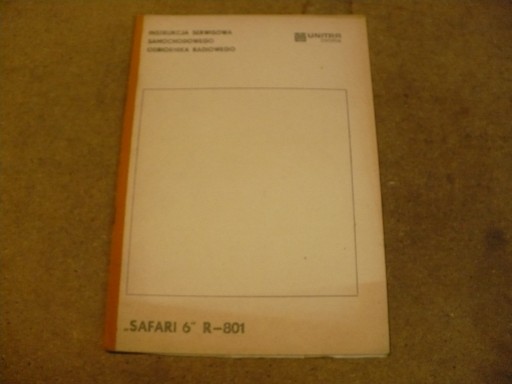 INSTRUKCJA SERWISOWA
SAMOCHODOWEGO
ODBIORNIKA RADIOWEGO
UNITRA
„SAFARI 6” R-801